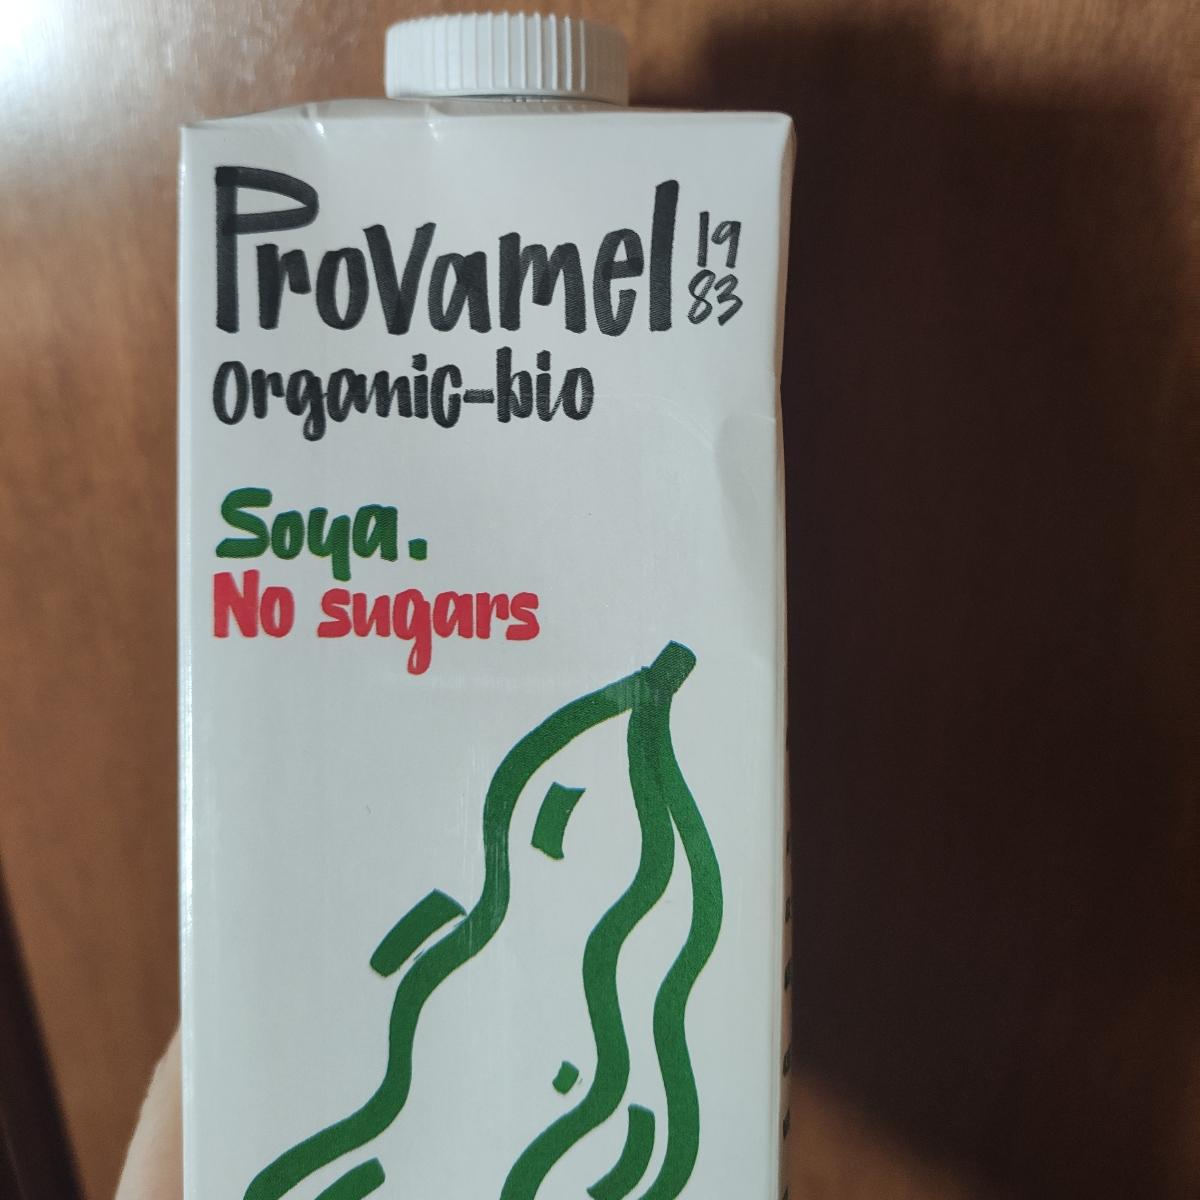 Provamel 19
83
organic-bio
Soya.
No sugars